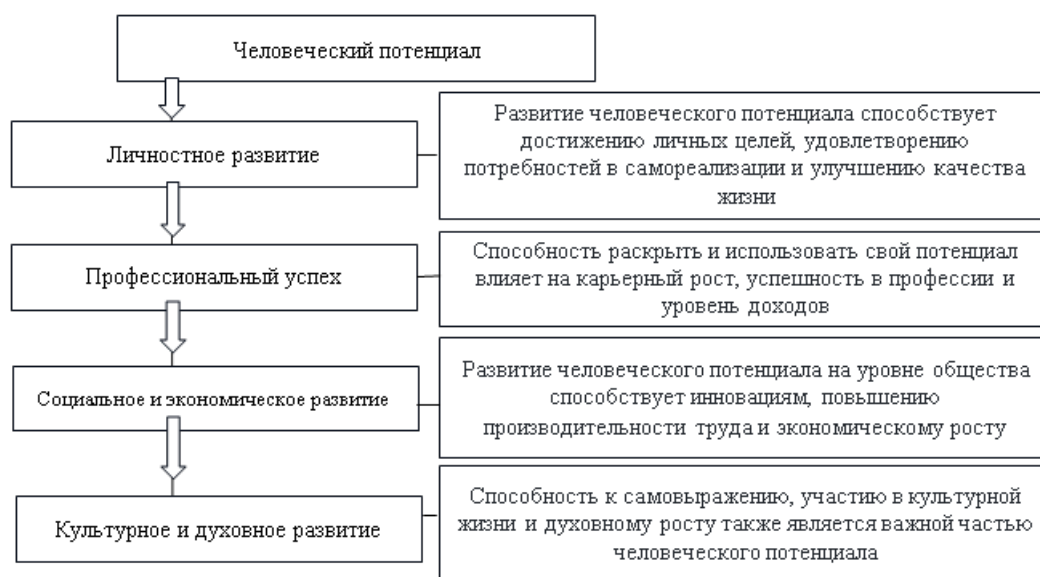 Человеческий потенциал
Личностное развитие
Развитие человеческого потенциала способствует
достижению личных целей, удовлетворению
потребностей в самореализации и улучшению качества
жизни
Профессиональный успех
Способность раскрыть и использовать свой потенциал
влияет на карьерный рост, успешность в профессии и
уровень доходов
Социальное и экономическое развитие
Развитие человеческого потенциала на уровне общества
способствует инновациям, повышению
производительности труда и экономическому росту
Культурное и духовное развитие
Способность к самовыражению, участию в культурной
жизни и духовному росту также является важной частью
человеческого потенциала